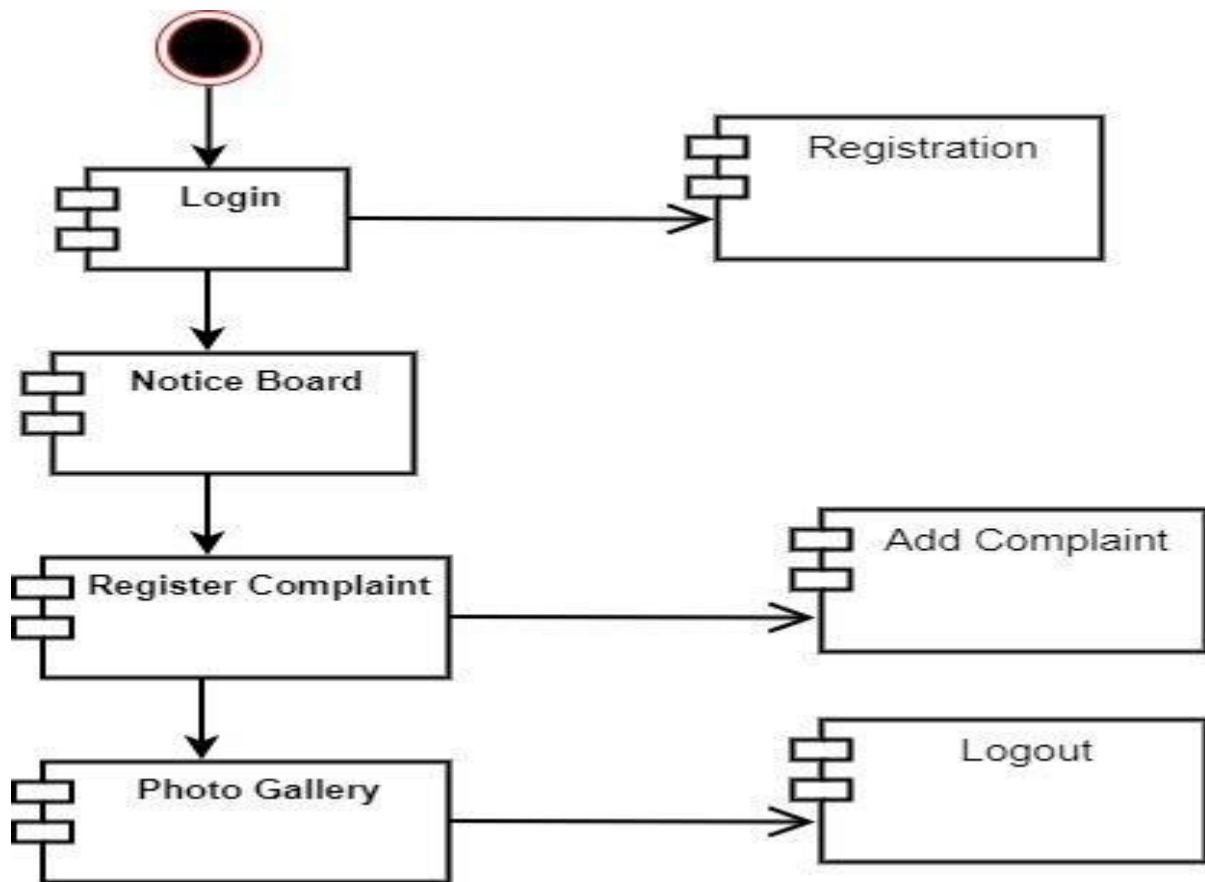 Login
Registration
Notice Board
Register Complaint
Add Complaint
Photo Gallery
Logout